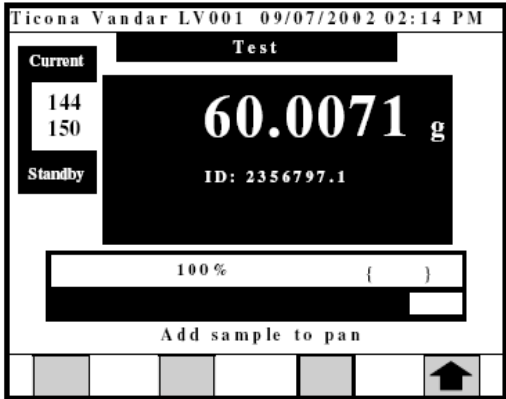 Ticona Vandar LV001 09/07/2002 02:14 PM
Test
Current
144
150
Standby
60.0071 g
ID: 2356797.1
100% { }
Add sample to pan